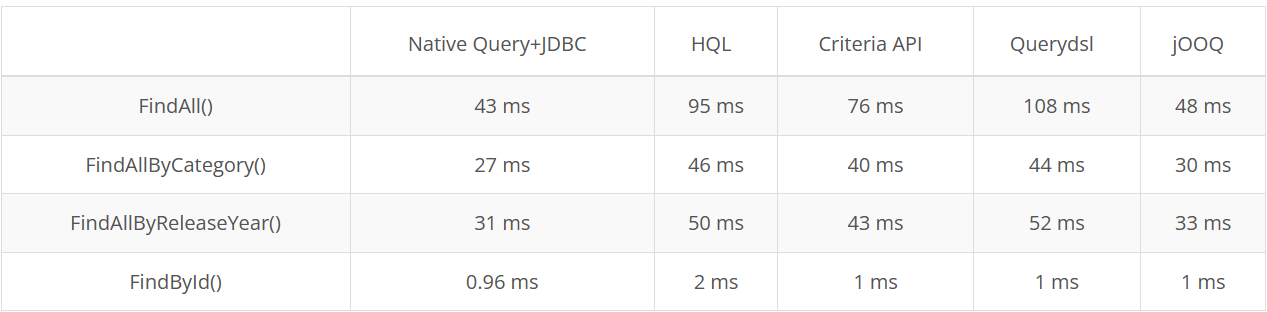 Native Query+JDBC HQL Criteria API Querydsl jOOQ
FindAll() 43 ms 95 ms 76 ms 108 ms 48 ms
FindAllByCategory() 27 ms 46 ms 40 ms 44 ms 30 ms
FindAllByReleaseYear() 31 ms 50 ms 43 ms 52 ms 33 ms
FindById() 0.96 ms 2 ms 1 ms 1 ms 1 ms